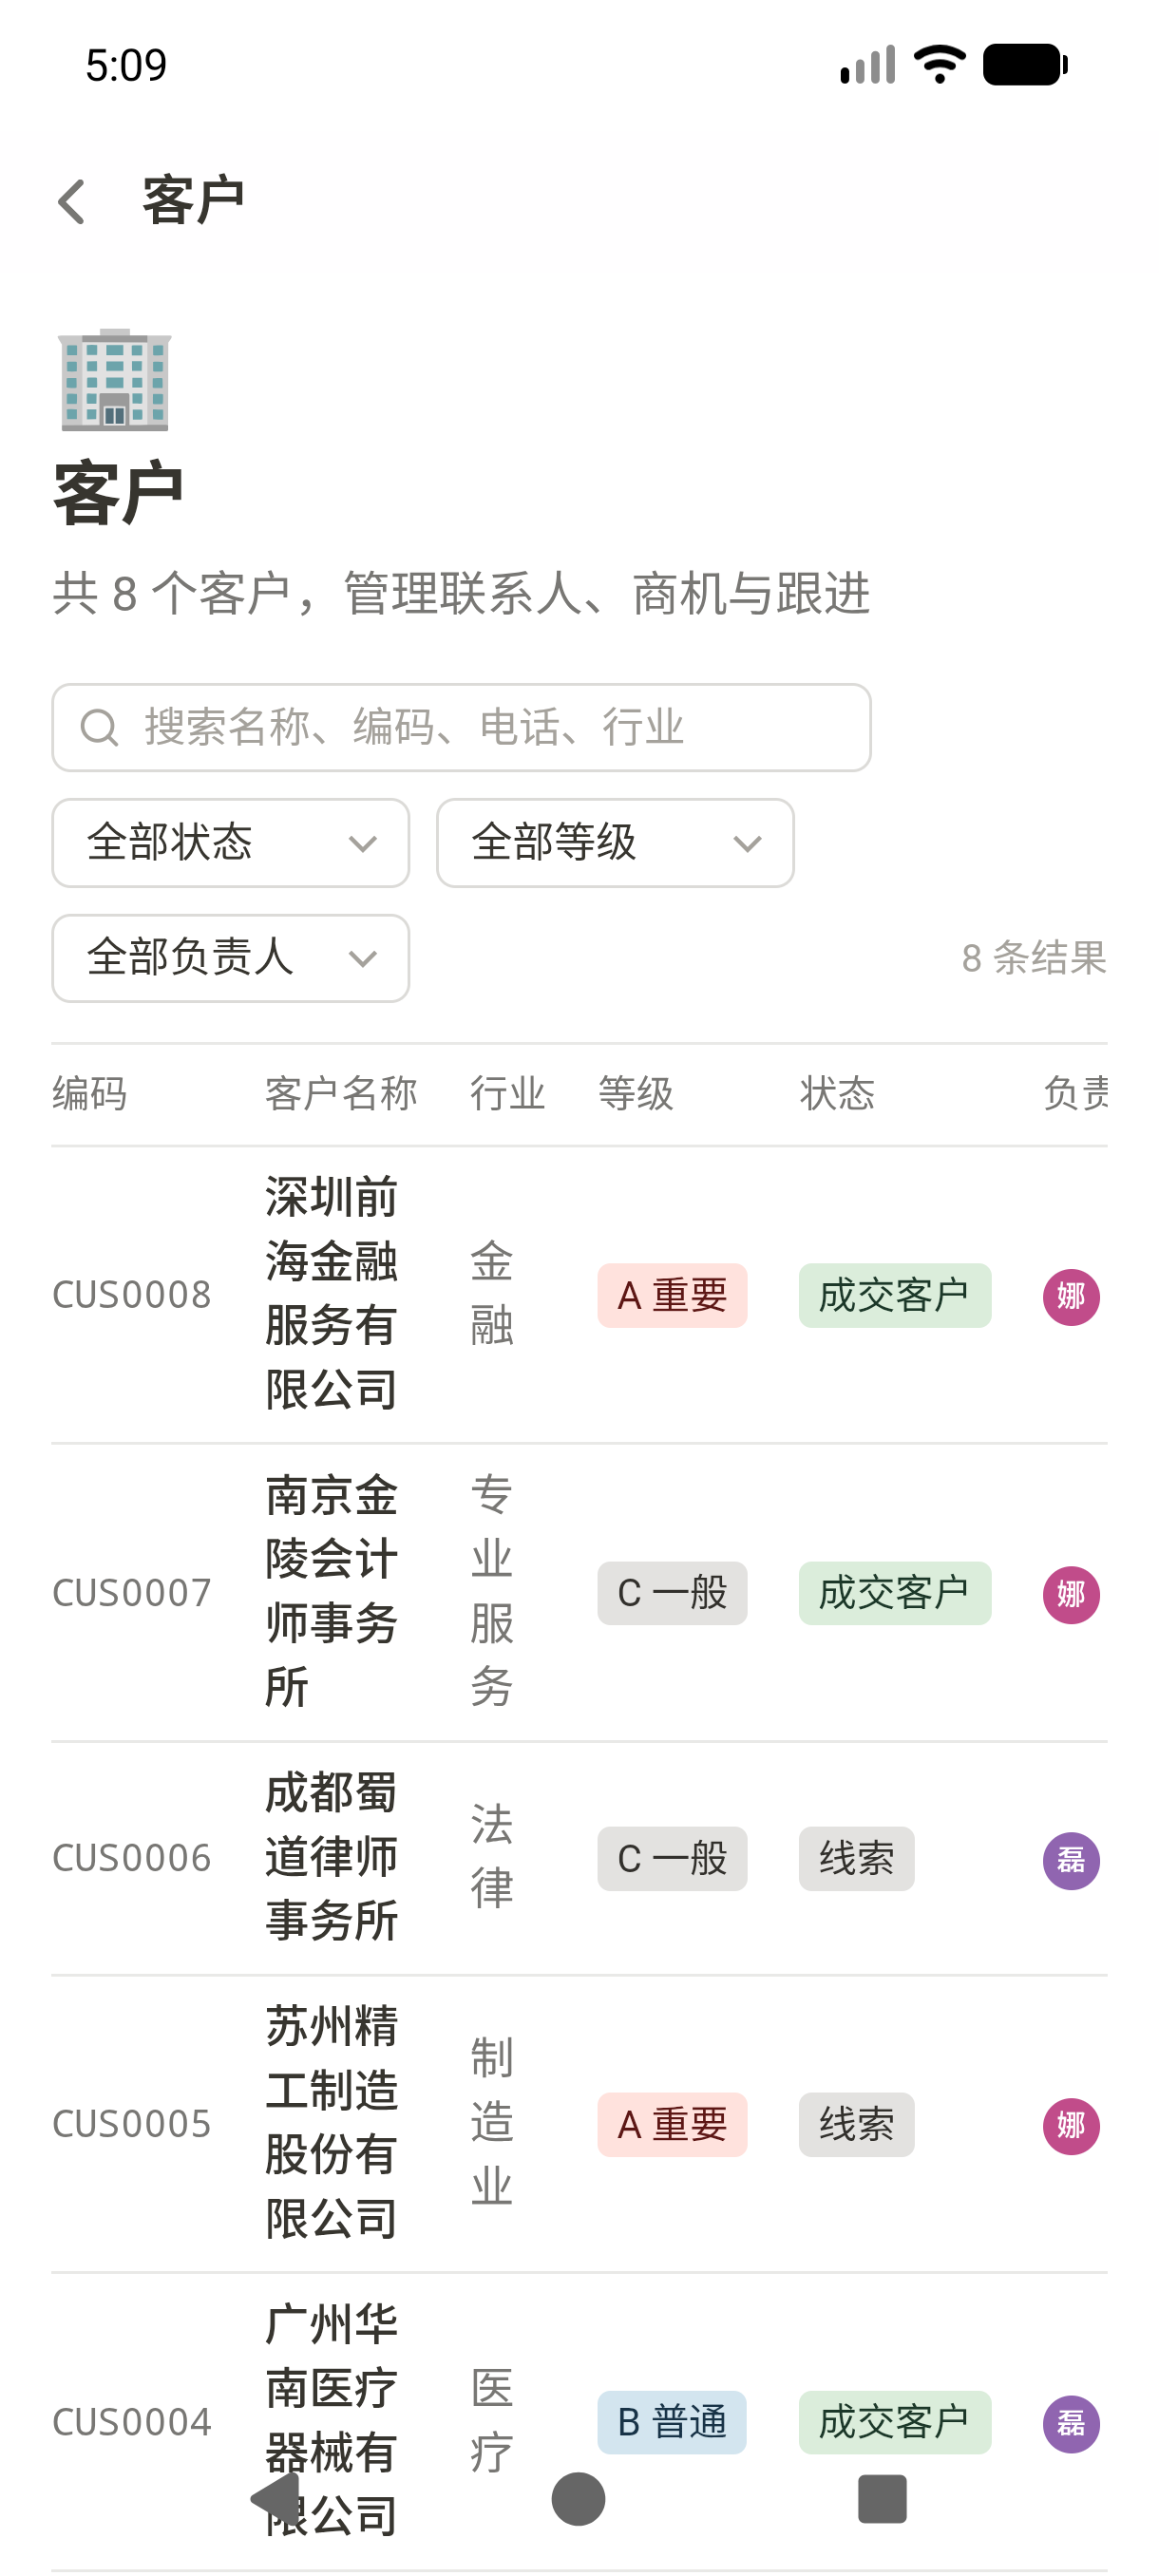 5:09
客户
客户
共 8 个客户，管理联系人、商机与跟进
搜索名称、编码、电话、行业
全部状态
全部等级
全部负责人
8 条结果
编码 客户名称 行业 等级 状态 负责
CUS0008
深圳前
海金融
服务有
限公司
金
融
A 重要
成交客户
娜
CUS0007
南京金
陵会计
师事务
所
专
业
服
务
C 一般
成交客户
娜
CUS0006
成都蜀
道律师
事务所
法
律
C 一般
线索
磊
CUS0005
苏州精
工制造
股份有
限公司
制
造
业
A 重要
线索
娜
CUS0004
广州华
南医疗
器械有
限公司
医
疗
B 普通
成交客户
磊